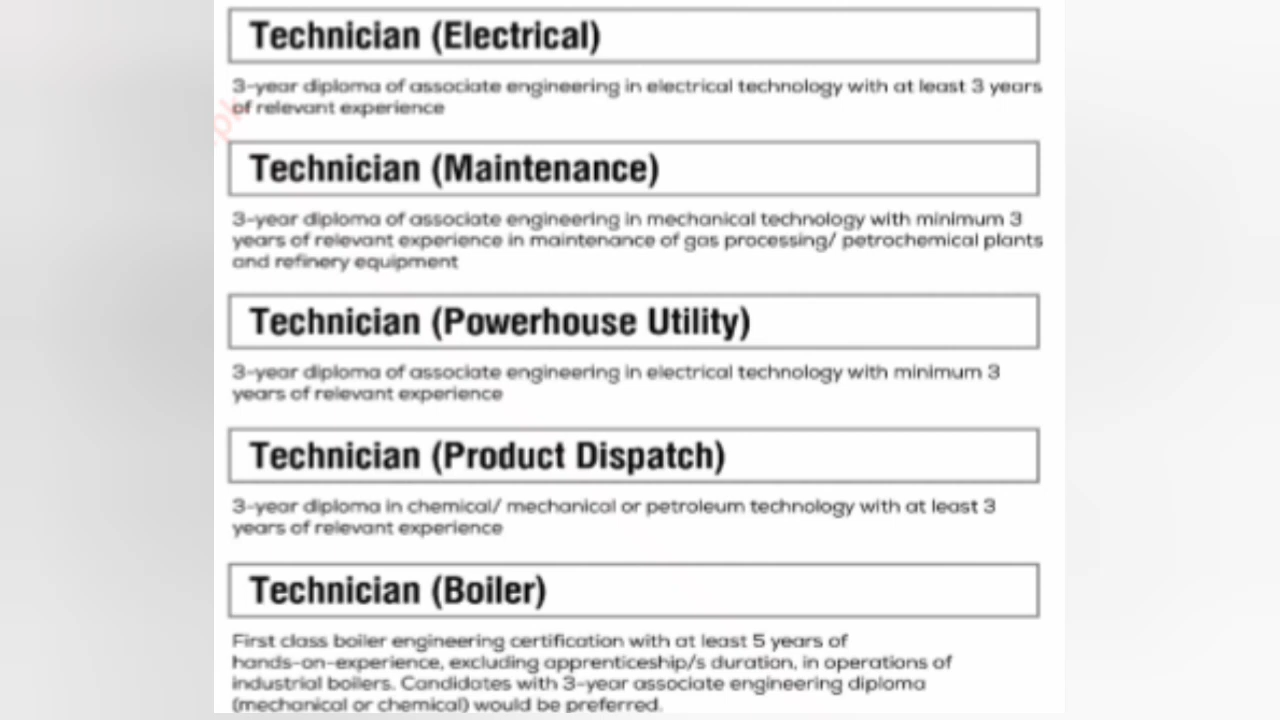 Technician (Electrical)
3-year diploma of associate engineering in electrical technology with at least 3 years
of relevant experience
Technician (Maintenance)
3-year diploma of associate engineering in mechanical technology with minimum 3
years of relevant experience in maintenance of gas processing/ petrochemical plants
and refinery equipment
Technician (Powerhouse Utility)
3-year diploma of associate engineering in electrical technology with minimum 3
years of relevant experience
Technician (Product Dispatch)
3-year diploma in chemical/ mechanical or petroleum technology with at least 3
years of relevant experience
Technician (Boiler)
First class boiler engineering certification with at least 5 years of
hands-on-experience, excluding apprenticeship/s duration, in operations of
industrial boilers. Candidates with 3-year associate engineering diploma
(mechanical or chemical) would be preferred.